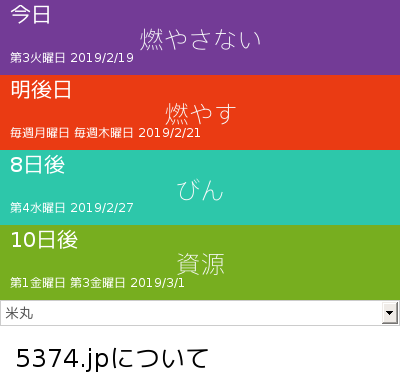 今日
燃やさない
第3火曜日 2019/2/19
明後日
燃やす
毎週月曜日 毎週木曜日 2019/2/21
8日後
びん
第4水曜日 2019/2/27
10日後
資源
第1金曜日 第3金曜日 2019/3/1
米丸
5374.jpについて